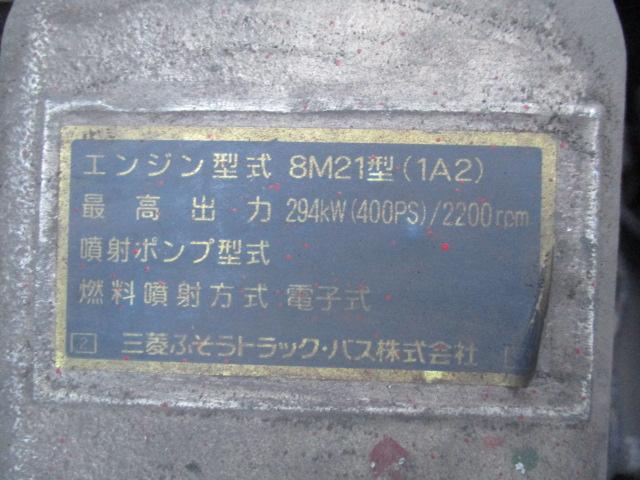 エンジン型式 8M21型(1A2)
最高出力 294kW(400PS)/2200rpm
噴射ポンプ型式
燃料噴射方式 電子式
2 三菱ふそうトラック・バス株式会社